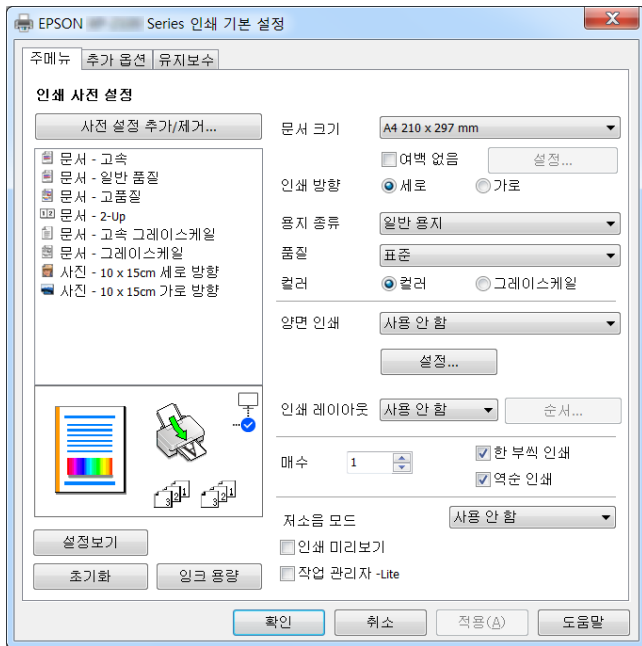 EPSON Series 인쇄 기본 설정
주메뉴 추가 옵션 유지보수
인쇄 사전 설정
사전 설정 추가/제거...
문서 - 고속
문서 - 일반 품질
문서 - 고품질
문서 - 2-Up
문서 - 고속 그레이스케일
문서 - 그레이스케일
사진 - 10 x 15cm 세로 방향
사진 - 10 x 15cm 가로 방향
설정보기
초기화 잉크 용량
문서 크기 A4 210 x 297 mm
여백 없음 설정...
인쇄 방향 세로 가로
용지 종류 일반 용지
품질 표준
컬러 컬러 그레이스케일
양면 인쇄 사용 안 함
설정...
인쇄 레이아웃 사용 안 함 순서...
매수 1 한 부씩 인쇄
역순 인쇄
저소음 모드 사용 안 함
인쇄 미리보기
작업 관리자 -Lite
확인 취소 적용(A) 도움말